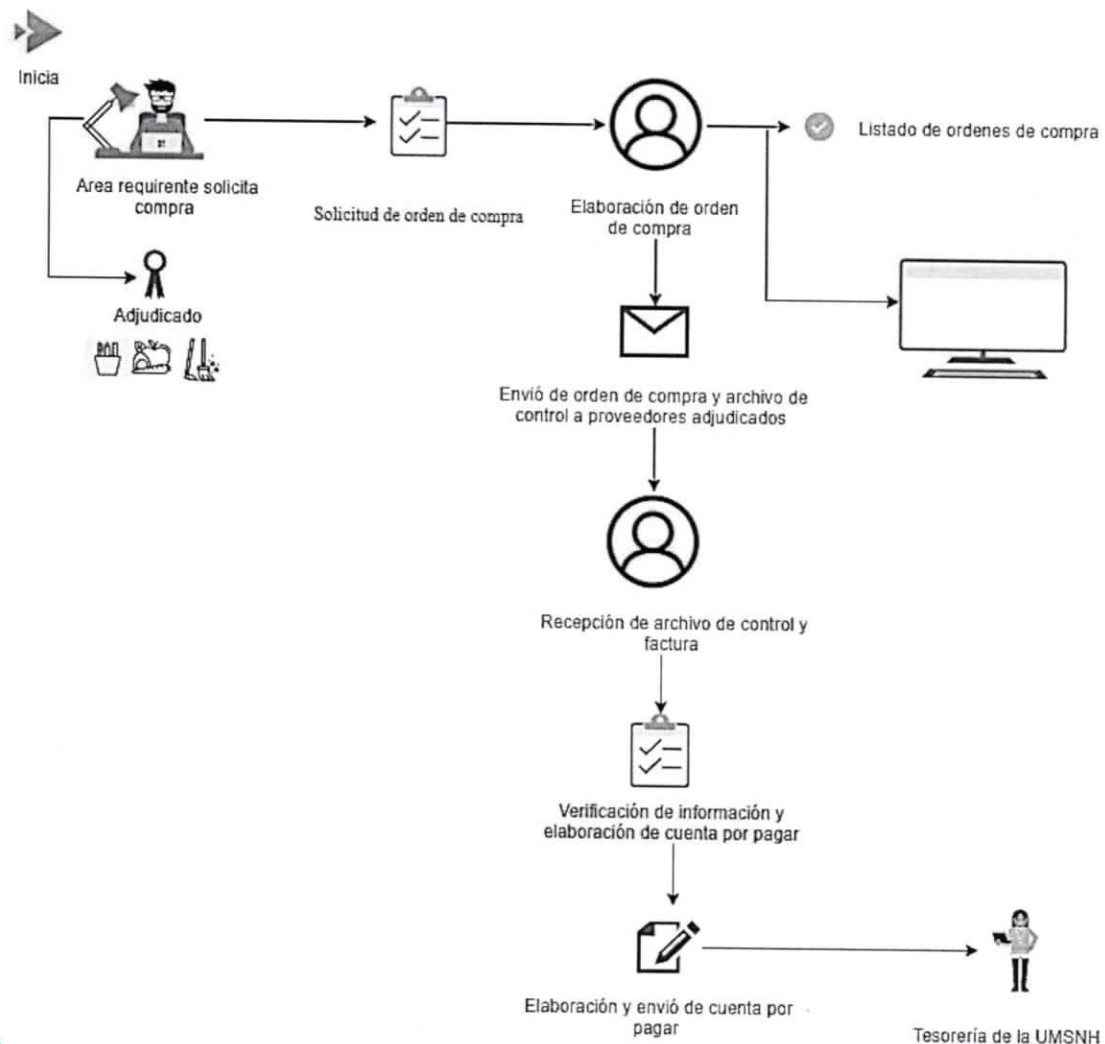 Inicia
Area requirente solicita
compra
Solicitud de orden de compra
Elaboración de orden
de compra
Listado de ordenes de compra
Adjudicado
Envió de orden de compra y archivo de
control a proveedores adjudicados
Recepción de archivo de control y
factura
Verificación de información y
elaboración de cuenta por pagar
Elaboración y envió de cuenta por
pagar
Tesorería de la UMSNH